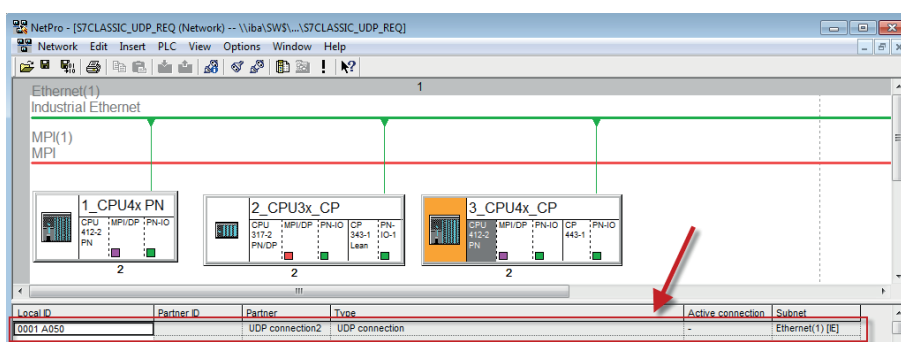 NetPro - [S7CLASSIC_UDP_REQ (Network) -- \\iba\SWS\...\S7CLASSIC_UDP_REQ]
Network Edit Insert PLC View Options Window Help
1
Ethernet(1)
Industrial Ethernet
MPI(1)
MPI
1_CPU4x PN
CPU 412-2 PN
MPI/DP
PN-IO
2
2_CPU3x_CP
CPU 317-2 PN/DP
MPI/DP
PN-IO
CP 343-1 Lean
PN-IO-1
2
3_CPU4x_CP
CPU 412-2 PN
MPI/DP
PN-IO
CP 443-1
PN-IO
2
Local ID Partner ID Partner Type Active connection Subnet
0001 A050 UDP connection2 UDP connection - Ethernet(1) [IE]